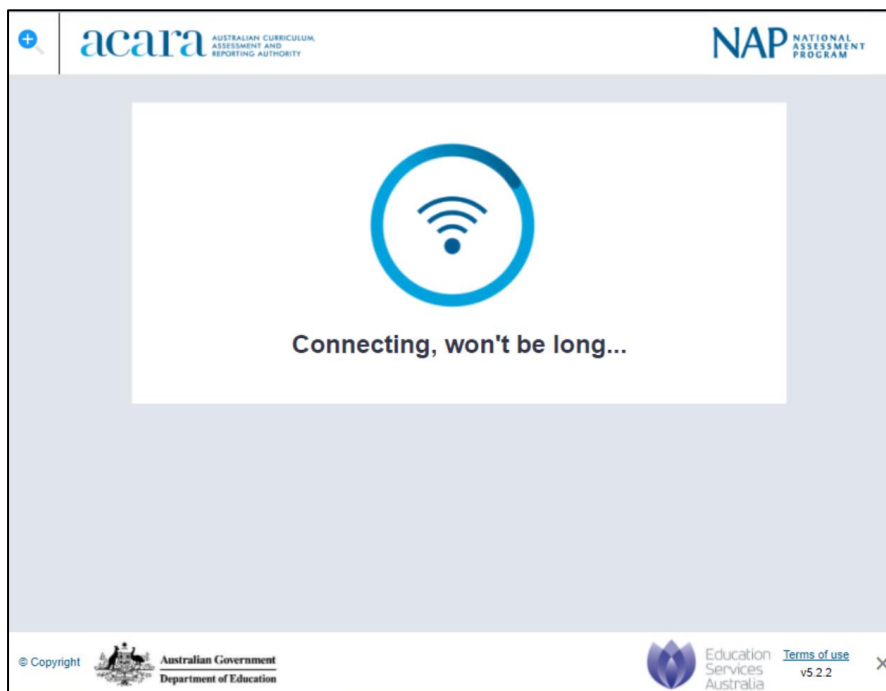 acara AUSTRALIAN CURRICULUM,
ASSESSMENT AND
REPORTING AUTHORITY
NAP NATIONAL
ASSESSMENT
PROGRAM
Connecting, won't be long...
© Copyright
Australian Government
Department of Education
Education
Services
Australia
Terms of use
v5.2.2